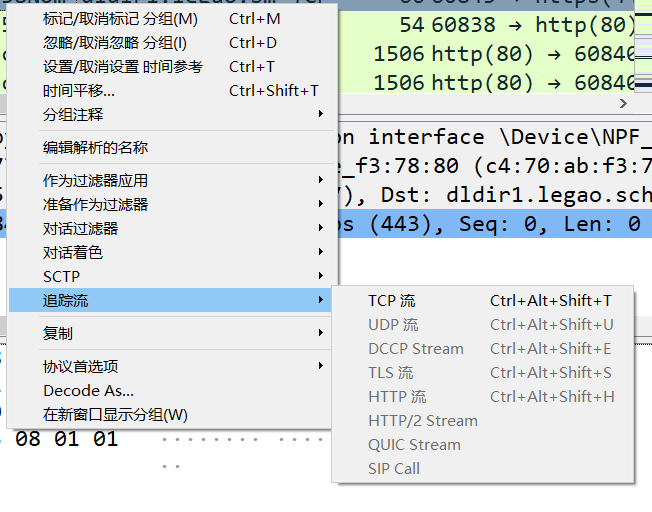 54 60838 → http(80)
1506 http(80) → 60840
1506 http(80) → 60840
标记/取消标记 分组(M) Ctrl+M
忽略/取消忽略 分组(I) Ctrl+D
设置/取消设置 时间参考 Ctrl+T
时间平移... Ctrl+Shift+T
分组注释
编辑解析的名称
作为过滤器应用
准备作为过滤器
对话过滤器
对话着色
SCTP
追踪流
复制
协议首选项
Decode As...
在新窗口显示分组(W)
on interface \Device\NPF_
e_f3:78:80 (c4:70:ab:f3:7
), Dst: dldir1.legao.sch
os (443), Seq: 0, Len: 0
TCP 流 Ctrl+Alt+Shift+T
UDP 流 Ctrl+Alt+Shift+U
DCCP Stream Ctrl+Alt+Shift+E
TLS 流 Ctrl+Alt+Shift+S
HTTP 流 Ctrl+Alt+Shift+H
HTTP/2 Stream
QUIC Stream
SIP Call
08 01 01 ········ ·····
··